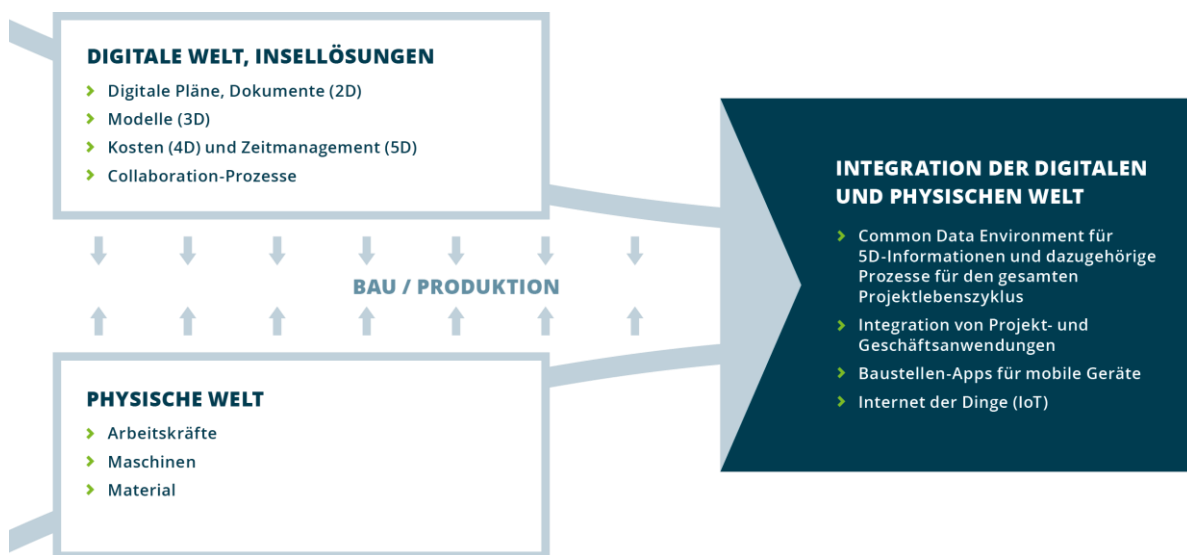 DIGITALE WELT, INSELLÖSUNGEN
Digitale Pläne, Dokumente (2D)
Modelle (3D)
Kosten (4D) und Zeitmanagement (5D)
Collaboration-Prozesse
BAU / PRODUKTION
PHYSISCHE WELT
Arbeitskräfte
Maschinen
Material
INTEGRATION DER DIGITALEN
UND PHYSISCHEN WELT
Common Data Environment für
5D-Informationen und dazugehörige
Prozesse für den gesamten
Projektlebenszyklus
Integration von Projekt- und
Geschäftsanwendungen
Baustellen-Apps für mobile Geräte
Internet der Dinge (IoT)